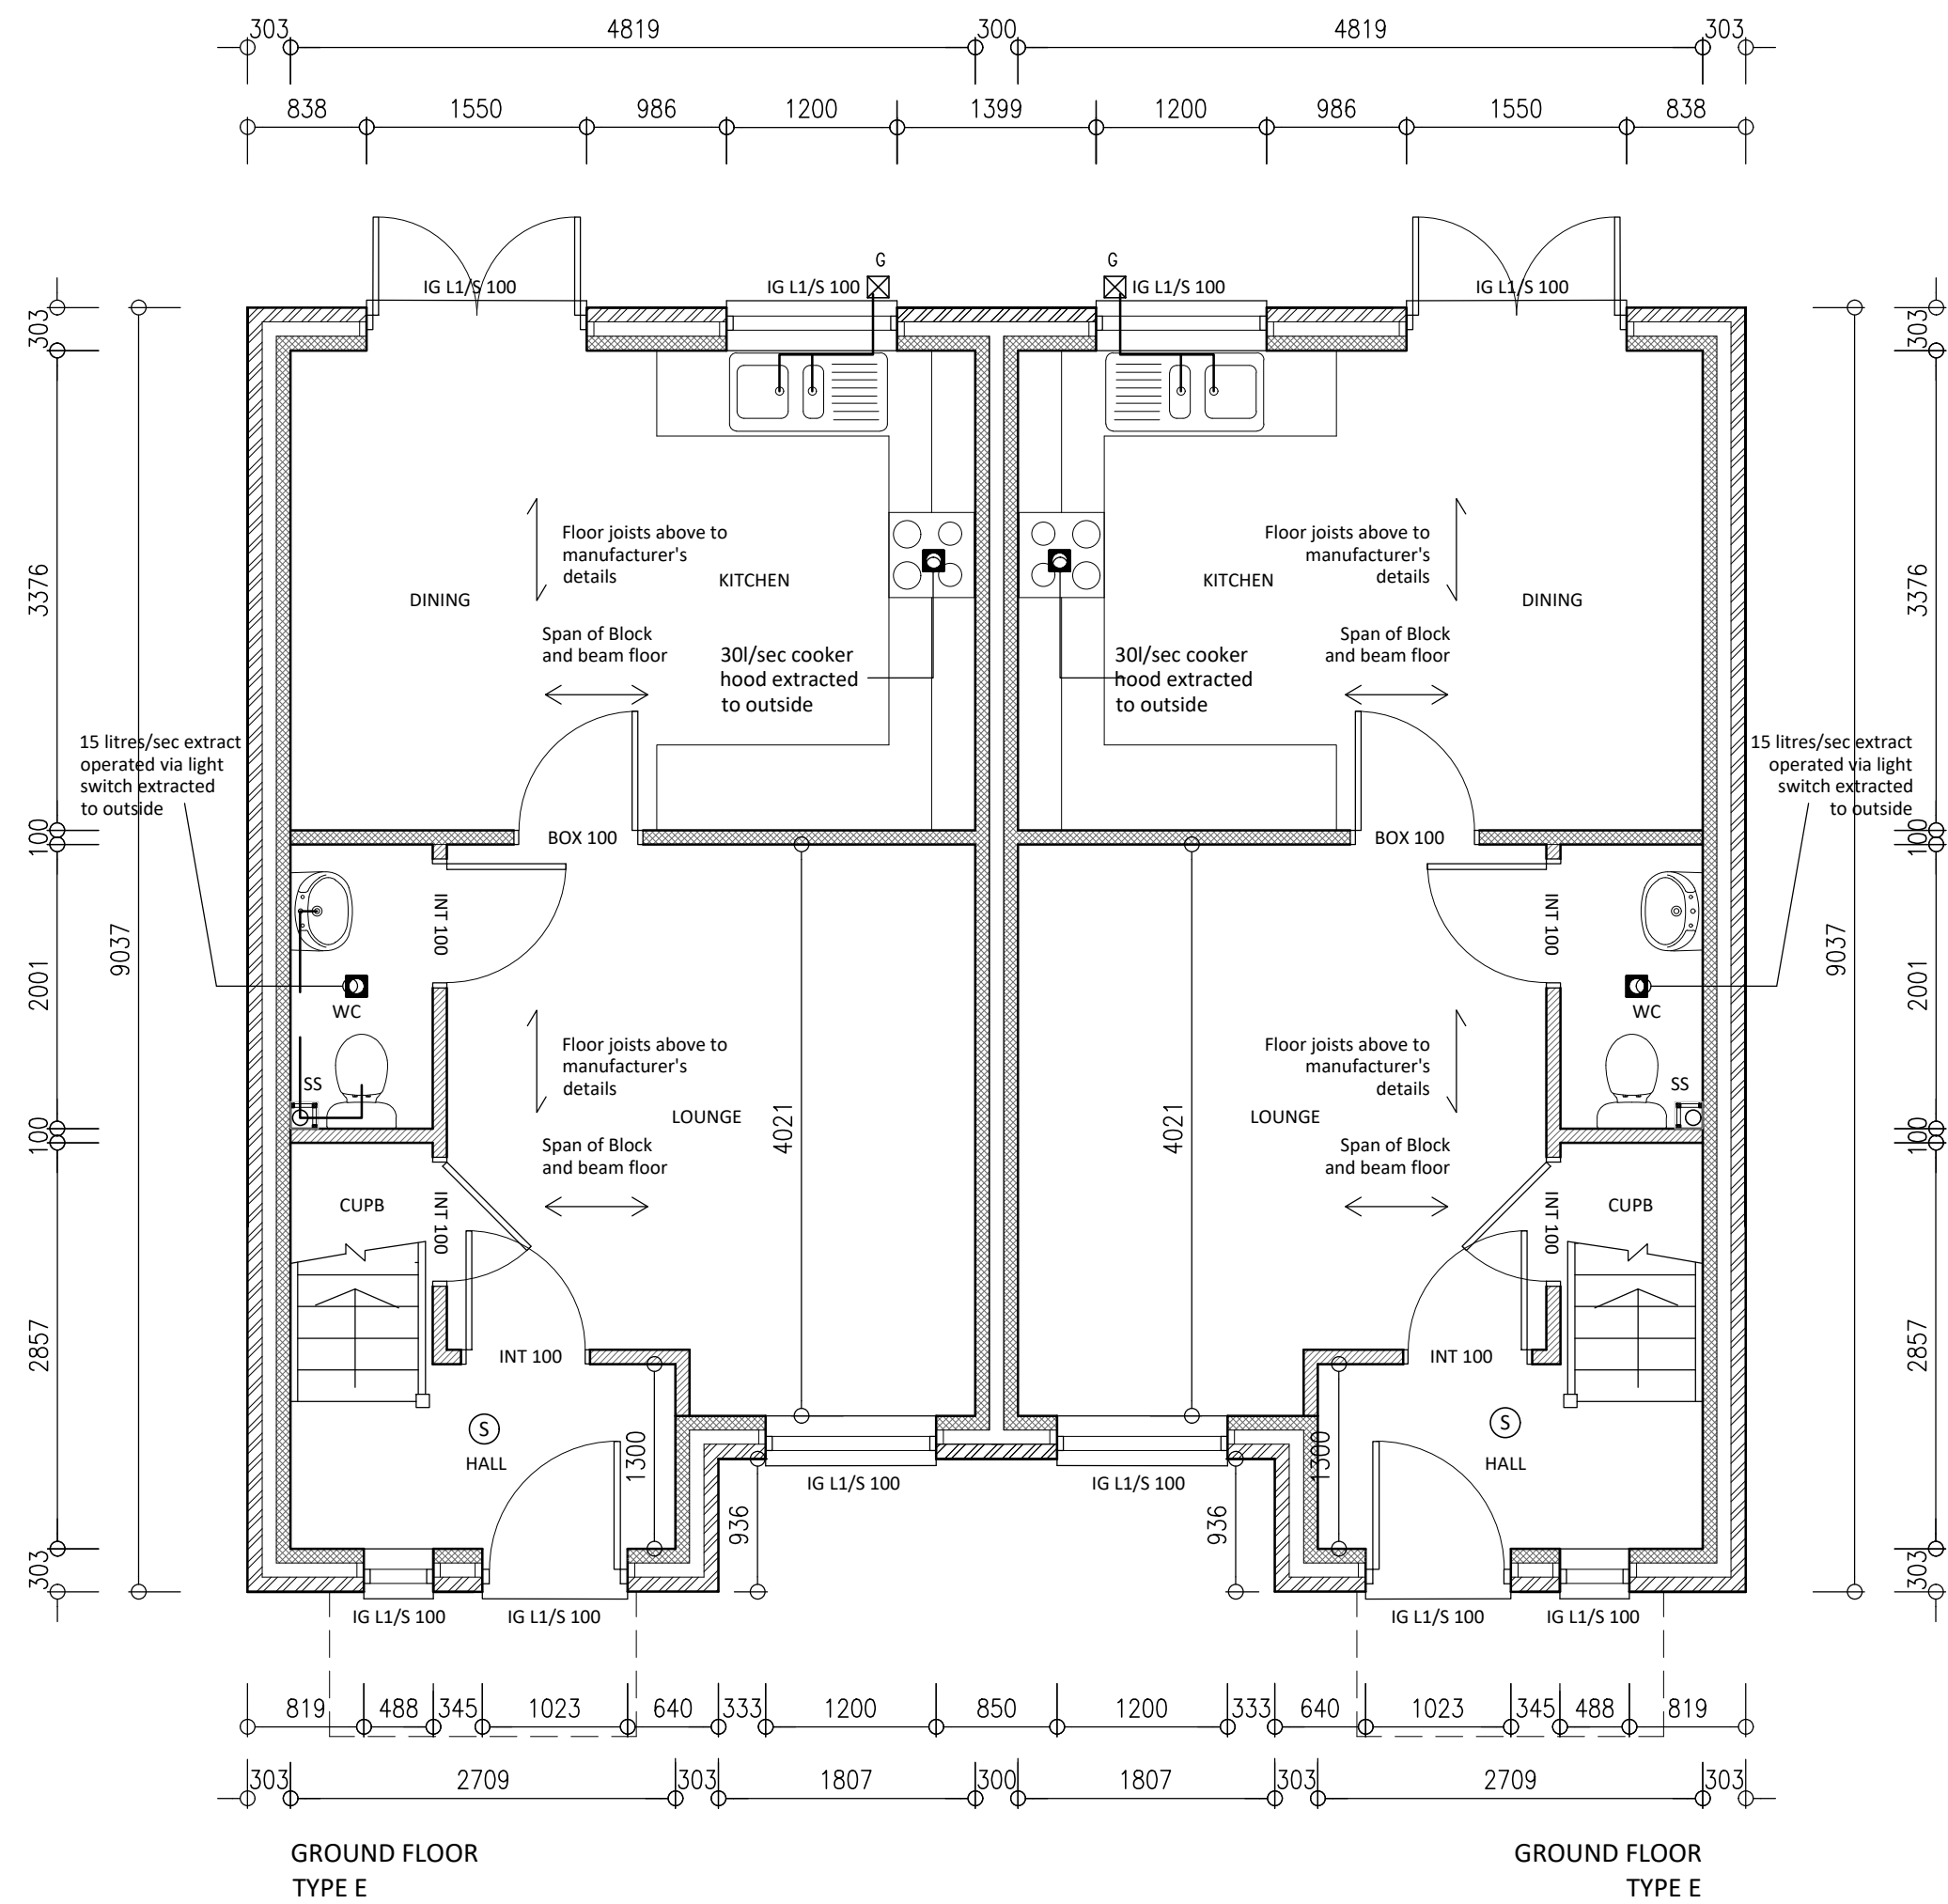 303 4819 300 4819 303
838 1550 986 1200 1399 1200 986 1550 838
G G
IG L1/S 100 IG L1/S 100 IG L1/S 100 IG L1/S 100
303 303
Floor joists above to
manufacturer's
details
KITCHEN
DINING
Span of Block
and beam floor
30l/sec cooker
hood extracted
to outside
Floor joists above to
manufacturer's
details
KITCHEN
DINING
Span of Block
and beam floor
30l/sec cooker
hood extracted
to outside
3376 3376
15 litres/sec extract
operated via light
switch extracted
to outside
15 litres/sec extract
operated via light
switch extracted
to outside
100 BOX 100 BOX 100 100
INT 100 INT 100
9037 9037
2001 2001
WC WC
Floor joists above to
manufacturer's
details
SS
LOUNGE
4021
Span of Block
and beam floor
Floor joists above to
manufacturer's
details
SS
LOUNGE
4021
Span of Block
and beam floor
100 100
CUPB INT 100 INT 100 CUPB
2857 INT 100 INT 100 2857
S S
HALL 1300 1300 HALL
IG L1/S 100 IG L1/S 100
936 936
303 303
IG L1/S 100 IG L1/S 100 IG L1/S 100 IG L1/S 100
819 488 345 1023 640 333 1200 850 1200 333 640 1023 345 488 819
303 2709 303 1807 300 1807 303 2709 303
GROUND FLOOR
TYPE E
GROUND FLOOR
TYPE E